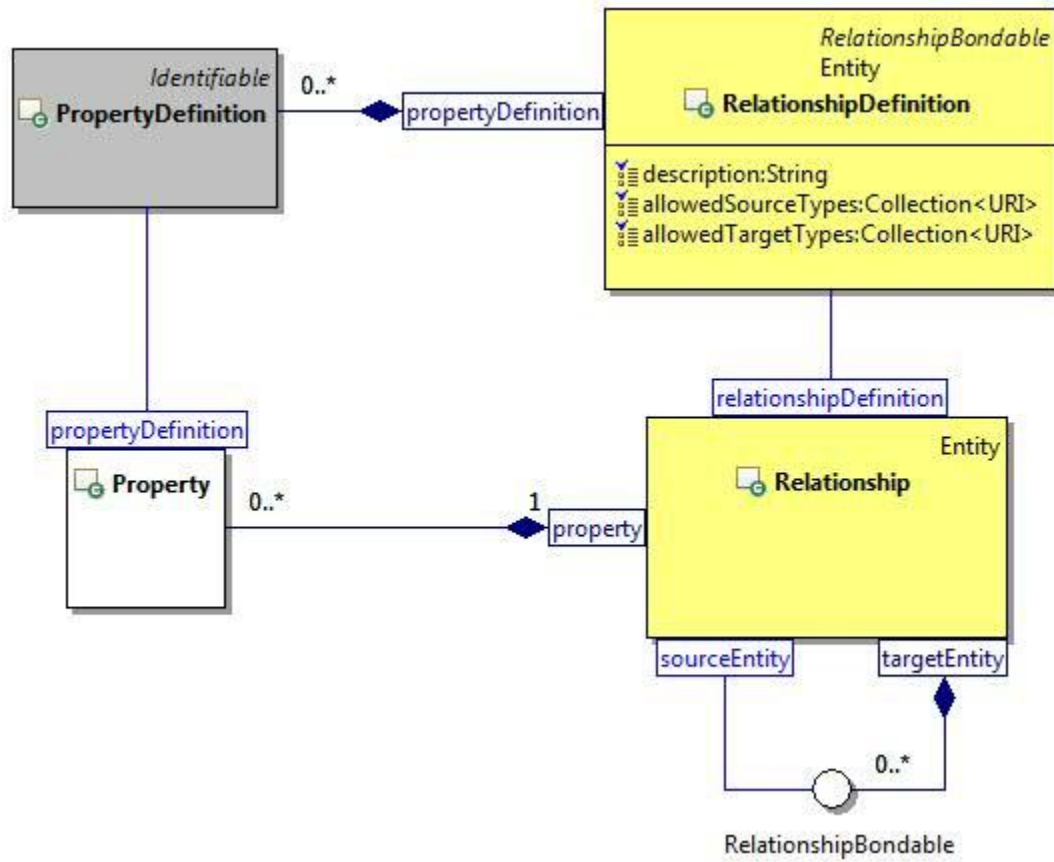 RelationshipBondable
Entity
RelationshipDefinition
Identifiable
PropertyDefinition
0..*
propertyDefinition
description:String
allowedSourceTypes:Collection<URI>
allowedTargetTypes:Collection<URI>
relationshipDefinition
propertyDefinition
Entity
Relationship
Property
0..*
1
property
sourceEntity
targetEntity
0..*
RelationshipBondable